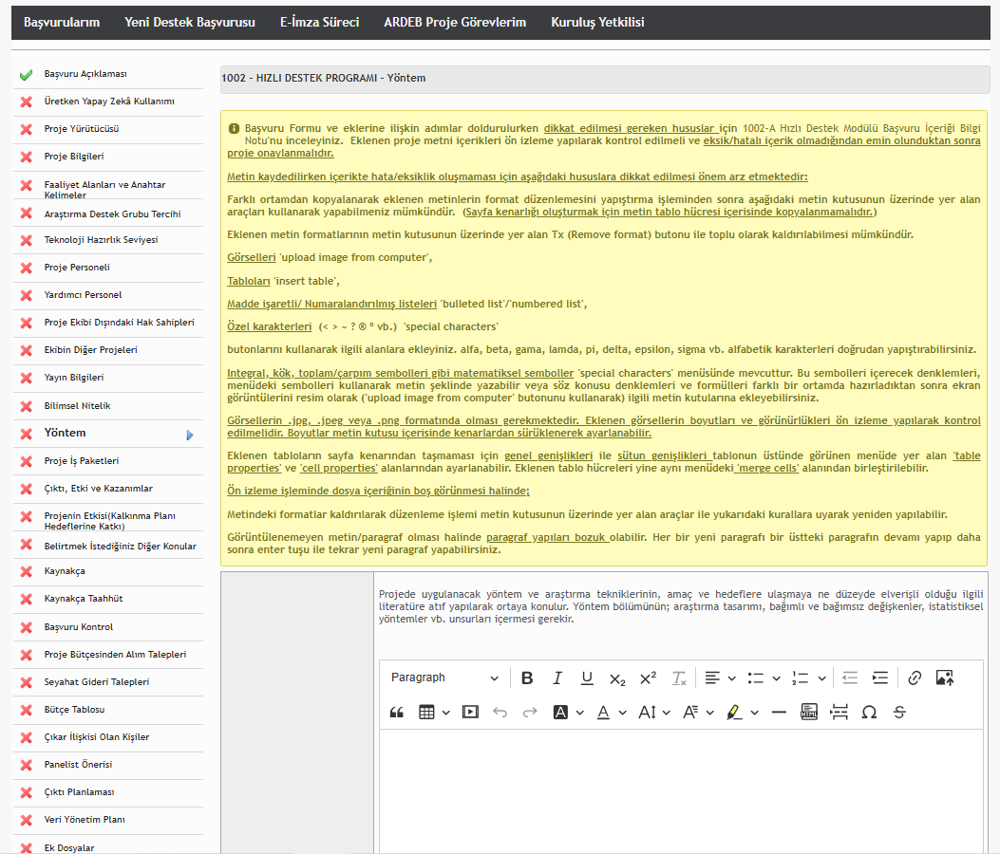 Başvurularım Yeni Destek Başvurusu E-İmza Süreci ARDEB Proje Görevlerim Kuruluş Yetkilisi
Başvuru Açıklaması
Üretken Yapay Zekâ Kullanımı
Proje Yürütücüsü
Proje Bilgileri
Faaliyet Alanları ve Anahtar
Kelimeler
Araştırma Destek Grubu Tercihi
Teknoloji Hazırlık Seviyesi
Proje Personeli
Yardımcı Personel
Proje Ekibi Dışındaki Hak Sahipleri
Ekibin Diğer Projeleri
Yayın Bilgileri
Bilimsel Nitelik
Yöntem
Proje İş Paketleri
Çıktı, Etki ve Kazanımlar
Projenin Etkisi(Kalkınma Planı
Hedeflerine Katkı)
Belirtmek İstediğiniz Diğer Konular
Kaynakça
Kaynakça Taahhüt
Başvuru Kontrol
Proje Bütçesinden Alım Talepleri
Seyahat Gideri Talepleri
Bütçe Tablosu
Çıkar İlişkisi Olan Kişiler
Panelist Önerisi
Çıktı Planlaması
Veri Yönetim Planı
Ek Dosyalar
1002 - HIZLI DESTEK PROGRAMI - Yöntem
Başvuru Formu ve eklerine ilişkin adımlar doldurulurken dikkat edilmesi gereken hususlar için 1002-A Hızlı Destek Modülü Başvuru İçeriği Bilgi
Notu'nu inceleyiniz. Eklenen proje metni içerikleri ön izleme yapılarak kontrol edilmeli ve eksik/hatalı içerik olmadığından emin olunduktan sonra
proje onaylanmalıdır.
Metin kaydedilirken içerikte hata/eksiklik oluşmaması için aşağıdaki hususlara dikkat edilmesi önem arz etmektedir:
Farklı ortamdan kopyalanarak eklenen metinlerin format düzenlemesini yapıştırma işleminden sonra aşağıdaki metin kutusunun üzerinde yer alan
araçları kullanarak yapabilmeniz mümkündür. (Sayfa kenarlığı oluşturmak için metin tablo hücresi içerisinde kopyalanmamalıdır.)
Eklenen metin formatlarının metin kutusunun üzerinde yer alan Tx (Remove format) butonu ile toplu olarak kaldırılabilmesi mümkündür.
Görselleri 'upload image from computer',
Tabloları 'insert table',
Madde işaretli/ Numaralandırılmış listeleri 'bulleted list'/'numbered list',
Özel karakterleri (< > ~ ? ® º vb.) 'special characters'
butonlarını kullanarak ilgili alanlara ekleyiniz. alfa, beta, gama, lamda, pi, delta, epsilon, sigma vb. alfabetik karakterleri doğrudan yapıştırabilirsiniz.
Integral, kök, toplam/çarpım sembolleri gibi matematiksel semboller 'special characters' menüsünde mevcuttur. Bu sembolleri içerecek denklemleri,
menüdeki sembolleri kullanarak metin şeklinde yazabilir veya söz konusu denklemleri ve formülleri farklı bir ortamda hazırladıktan sonra ekran
görüntülerini resim olarak ('upload image from computer' butonunu kullanarak) ilgili metin kutularına ekleyebilirsiniz.
Görsellerin .jpg, .jpeg veya .png formatında olması gerekmektedir. Eklenen görsellerin boyutları ve görünürlükleri ön izleme yapılarak kontrol
edilmelidir. Boyutlar metin kutusu içerisinde kenarlardan sürüklenerek ayarlanabilir.
Eklenen tabloların sayfa kenarından taşmaması için genel genişlikleri ile sütun genişlikleri tablonun üstünde görünen menüde yer alan 'table
properties' ve 'cell properties' alanlarından ayarlanabilir. Eklenen tablo hücreleri yine aynı menüdeki 'merge cells' alanından birleştirilebilir.
Ön izleme işleminde dosya içeriğinin boş görünmesi halinde;
Metindeki formatlar kaldırılarak düzenleme işlemi metin kutusunun üzerinde yer alan araçlar ile yukarıdaki kurallara uyarak yeniden yapılabilir.
Görüntülenemeyen metin/paragraf olması halinde paragraf yapıları bozuk olabilir. Her bir yeni paragrafı bir üstteki paragrafın devamı yapıp daha
sonra enter tuşu ile tekrar yeni paragraf yapabilirsiniz.
Projede uygulanacak yöntem ve araştırma tekniklerinin, amaç ve hedeflere ulaşmaya ne düzeyde elverişli olduğu ilgili
literatüre atıf yapılarak ortaya konulur. Yöntem bölümünün; araştırma tasarımı, bağımlı ve bağımsız değişkenler, istatistiksel
yöntemler vb. unsurları içermesi gerekir.
Paragraph